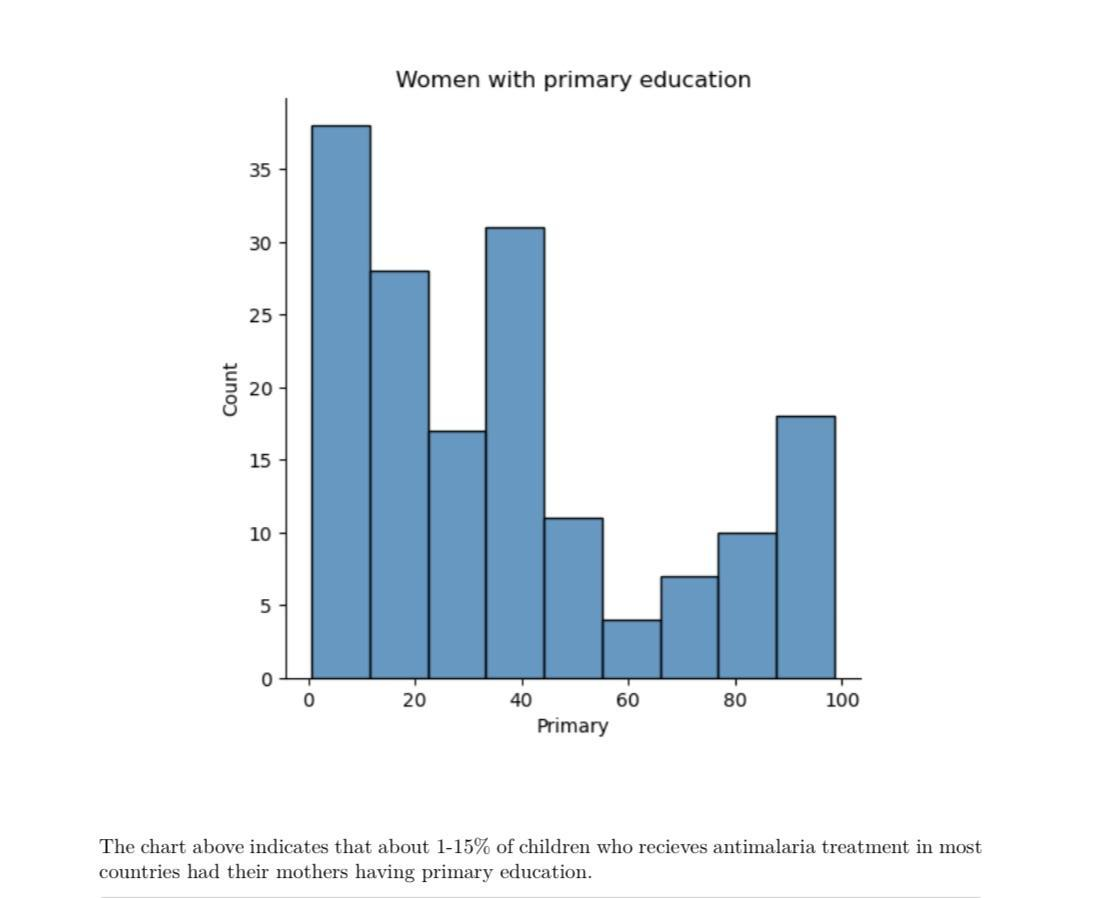 Women with primary education
35
30
25
20
15
10
5
0
Count
0 20 40 60 80 100
Primary
The chart above indicates that about 1-15% of children who recieves antimalaria treatment in most
countries had their mothers having primary education.